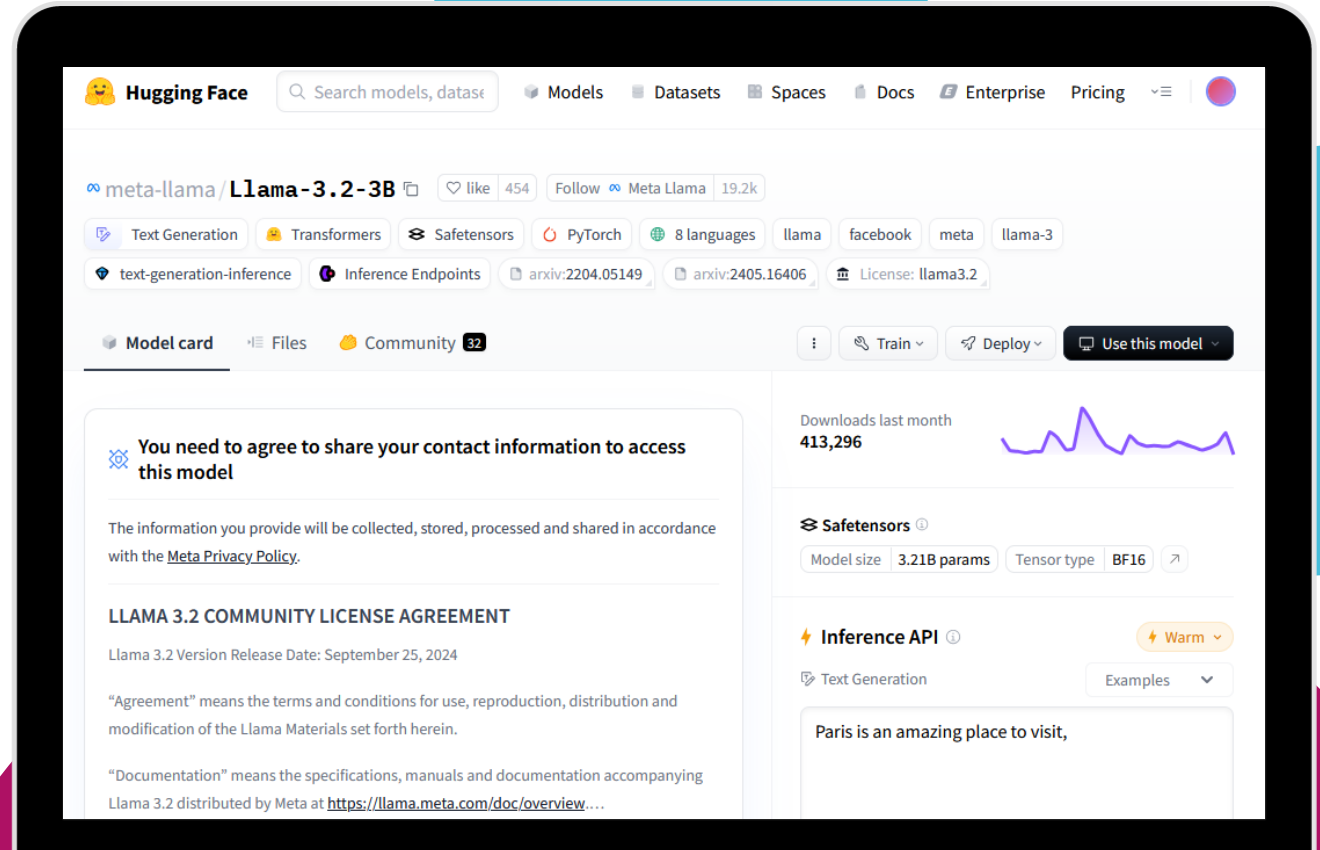 Hugging Face Search models, datase Models Datasets Spaces Docs Enterprise Pricing
meta-llama/Llama-3.2-3B like 454 Follow Meta Llama 19.2k
Text Generation Transformers Safetensors PyTorch 8 languages llama facebook meta llama-3
text-generation-inference Inference Endpoints arxiv:2204.05149 arxiv:2405.16406 License: llama3.2
Model card Files Community 32 Train Deploy Use this model
You need to agree to share your contact information to access
this model
The information you provide will be collected, stored, processed and shared in accordance
with the Meta Privacy Policy.
LLAMA 3.2 COMMUNITY LICENSE AGREEMENT
Llama 3.2 Version Release Date: September 25, 2024
“Agreement” means the terms and conditions for use, reproduction, distribution and
modification of the Llama Materials set forth herein.
“Documentation” means the specifications, manuals and documentation accompanying
Llama 3.2 distributed by Meta at https://llama.meta.com/doc/overview.…
Downloads last month
413,296
Safetensors
Model size 3.21B params Tensor type BF16
Inference API Warm
Text Generation Examples
Paris is an amazing place to visit,